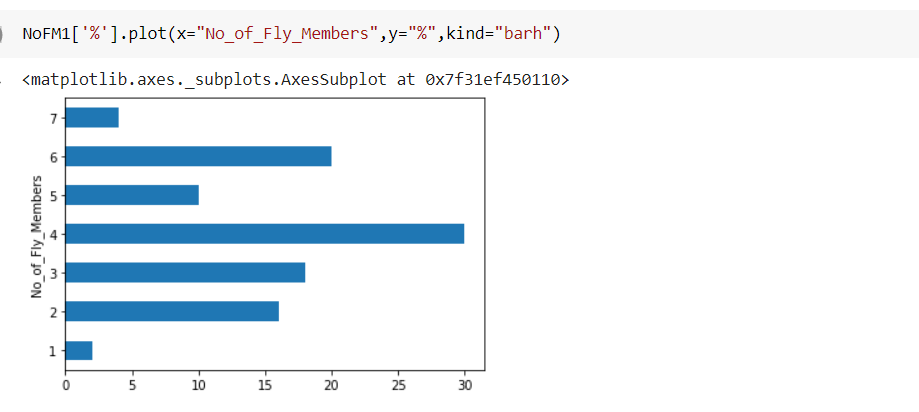 NoFM1['%'].plot(x="No_of_Fly_Members",y="%",kind="barh")
<matplotlib.axes._subplots.AxesSubplot at 0x7f31ef450110>
No_of_Fly_Members
7
6
5
4
3
2
1
0 5 10 15 20 25 30